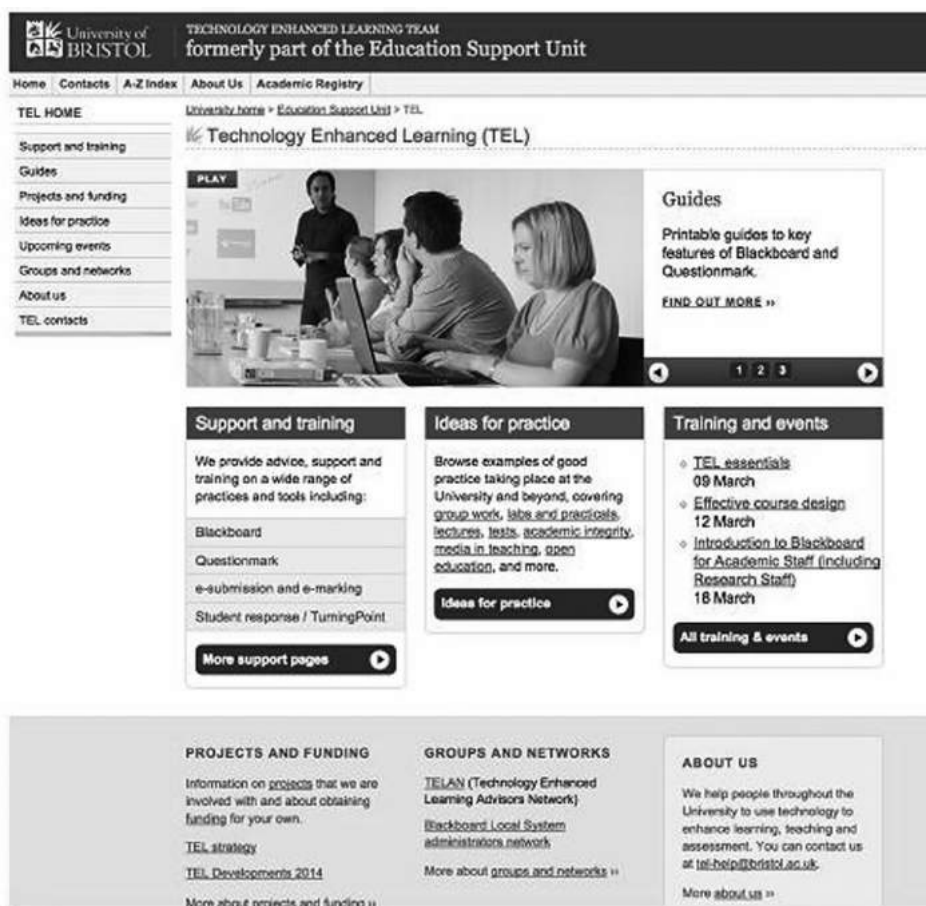 University of
BRISTOL
TECHNOLOGY ENHANCED LEARNING TEAM
formerly part of the Education Support Unit
Home Contacts A-Z Index About Us Academic Registry
TEL HOME
Support and training
Guides
Projects and funding
Ideas for practice
Upcoming events
Groups and networks
About us
TEL contacts
University home > Education Support Unit > TEL
Technology Enhanced Learning (TEL)
PLAY
Guides
Printable guides to key
features of Blackboard and
Questionmark.
FIND OUT MORE »
1 2 3
Support and training
We provide advice, support and
training on a wide range of
practices and tools including:
Blackboard
Questionmark
e-submission and e-marking
Student response / TurningPoint
More support pages
Ideas for practice
Browse examples of good
practice taking place at the
University and beyond, covering
group work, labs and practicals,
lectures, tests, academic integrity,
media in teaching, open
education, and more.
Ideas for practice
Training and events
TEL essentials
09 March
Effective course design
12 March
Introduction to Blackboard
for Academic Staff (including
Research Staff)
16 March
All training & events
PROJECTS AND FUNDING
Information on projects that we are
involved with and about obtaining
funding for your own.
TEL strategy
TEL Developments 2014
More about projects and funding »
GROUPS AND NETWORKS
TELAN (Technology Enhanced
Learning Advisors Network)
Blackboard Local System
administrators network
More about groups and networks »
ABOUT US
We help people throughout the
University to use technology to
enhance learning, teaching and
assessment. You can contact us
at tel-help@bristol.ac.uk.
More about us »